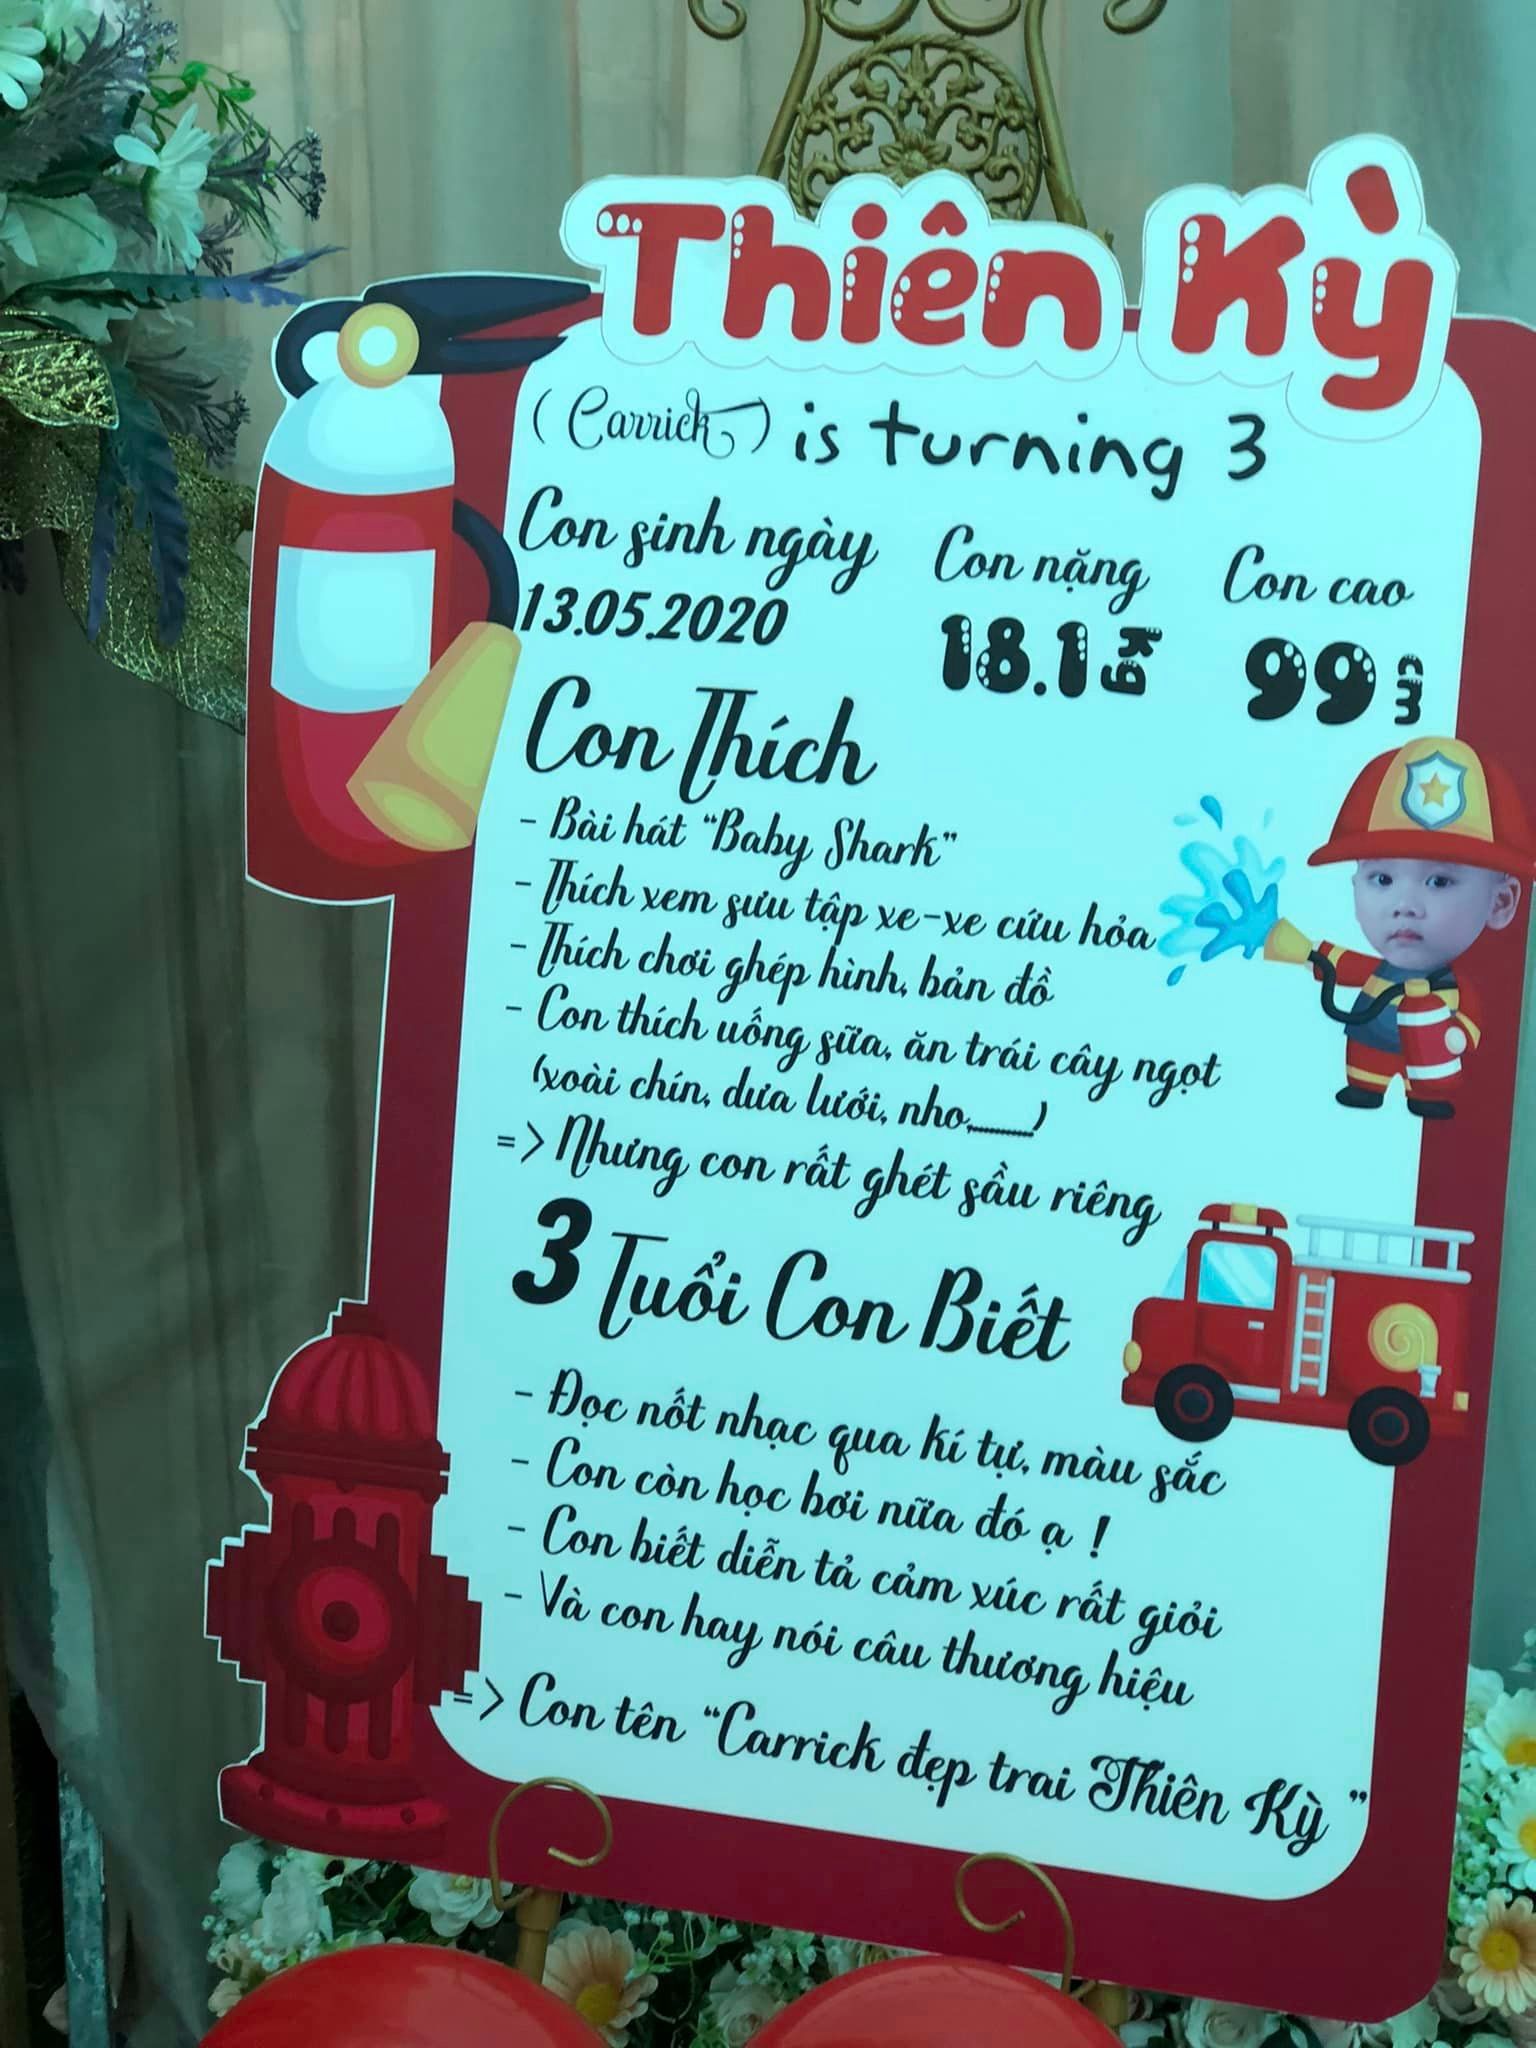 Thiên Kỳ
(Carrick) is turning 3
Con sinh ngày
13.05.2020
Con nặng
18.1 kg
Con cao
99 cm
Con Thích
- Bài hát "Baby Shark"
- Thích xem sưu tập xe-xe cứu hỏa
- Thích chơi ghép hình, bản đồ
- Con thích uống sữa, ăn trái cây ngọt
(xoài chín, dưa lưới, nho,......)
=> Nhưng con rất ghét sầu riêng
3 Tuổi Con Biết
- Đọc nốt nhạc qua kí tự, màu sắc
- Con còn học bơi nữa đó ạ !
- Con biết diễn tả cảm xúc rất giỏi
- Và con hay nói câu thương hiệu
=> Con tên "Carrick đẹp trai Thiên Kỳ "